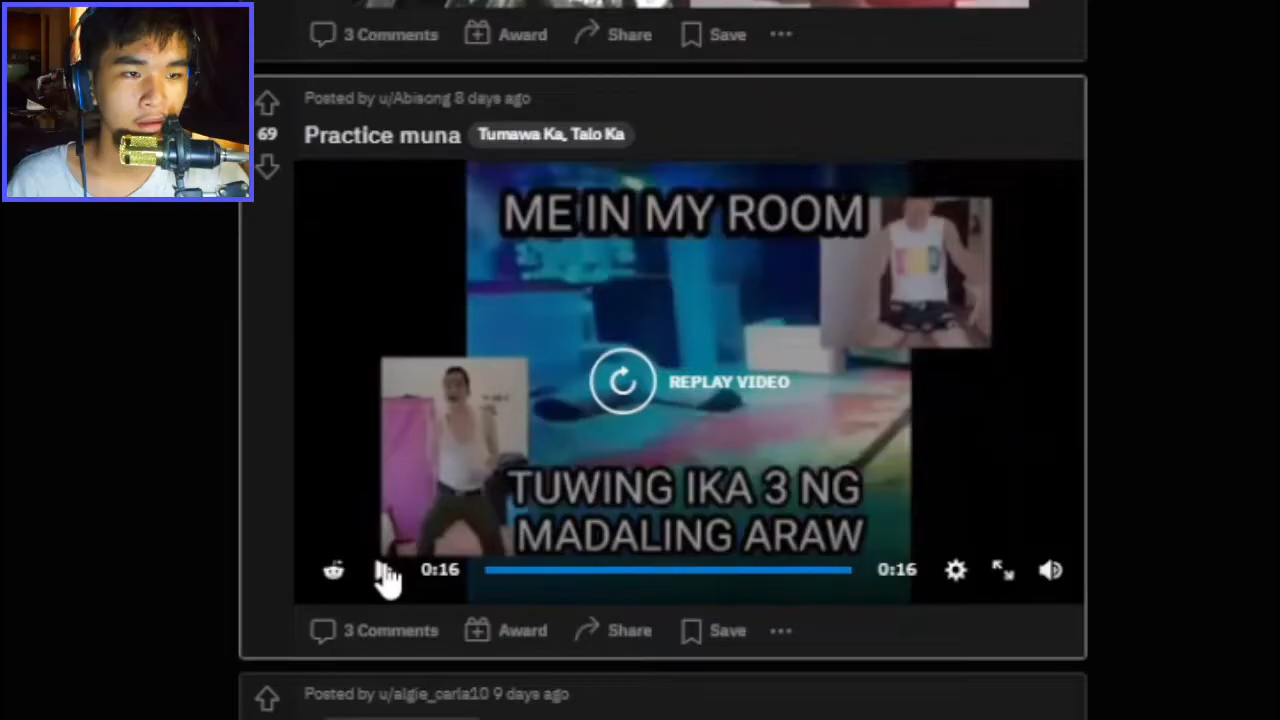 3 Comments Award Share Save
Posted by u/Abisong 8 days ago
69
Practice muna Tumawa Ka, Talo Ka
ME IN MY ROOM
REPLAY VIDEO
TUWING IKA 3 NG
MADALING ARAW
0:16 0:16
3 Comments Award Share Save
Posted by u/algie_carla10 9 days ago